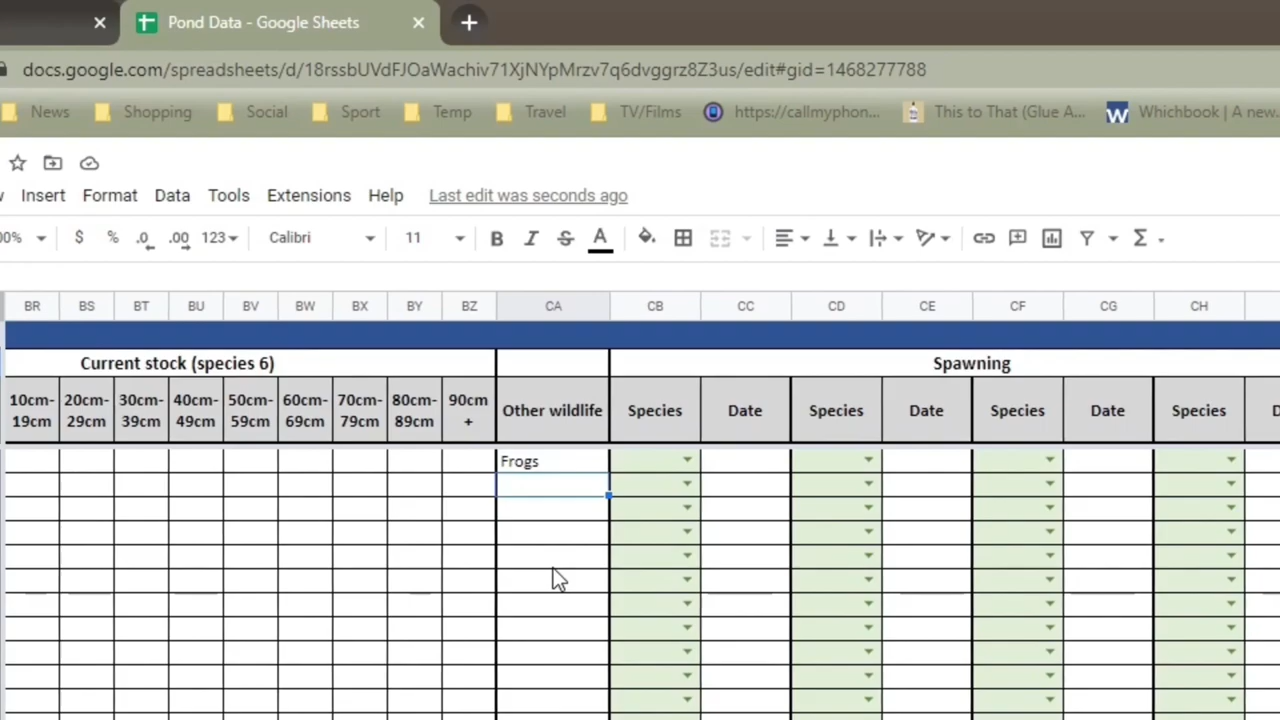 Pond Data - Google Sheets
docs.google.com/spreadsheets/d/18rssbUVdFJOaWachiv71XjNYpMrzv7q6dvggrz8Z3us/edit#gid=1468277788
News Shopping Social Sport Temp Travel TV/Films https://callmyphon... This to That (Glue A... Whichbook | A new...
Insert Format Data Tools Extensions Help Last edit was seconds ago
$ % .0 .00 123 Calibri 11 B I S A
BR BS BT BU BV BW BX BY BZ CA CB CC CD CE CF CG CH
Current stock (species 6) Spawning
10cm- 20cm- 30cm- 40cm- 50cm- 60cm- 70cm- 80cm- 90cm Other wildlife Species Date Species Date Species Date Species
19cm 29cm 39cm 49cm 59cm 69cm 79cm 89cm +
Frogs